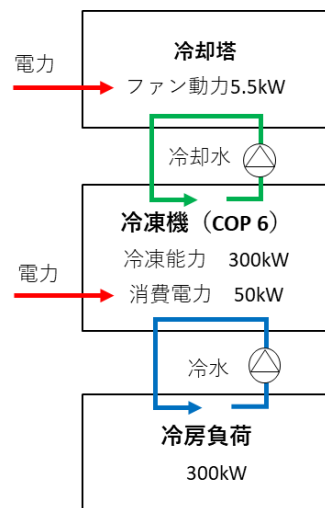 冷却塔
電力
ファン動力5.5kW
冷却水
冷凍機（COP 6）
冷凍能力 300kW
電力
消費電力 50kW
冷水
冷房負荷
300kW